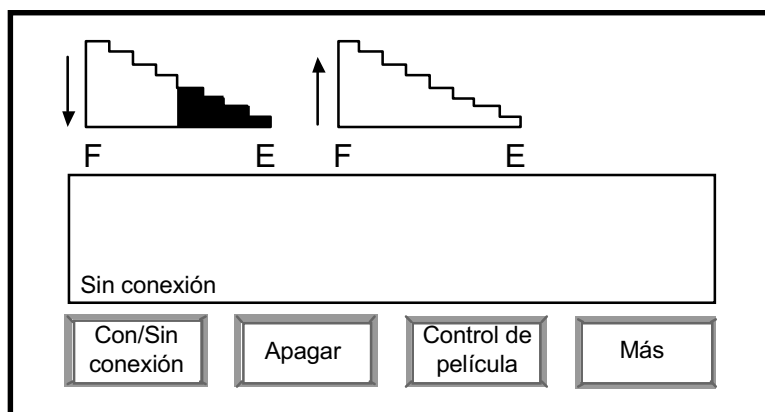 F E F E
Sin conexión
Con/Sin
conexión
Apagar
Control de
película
Más